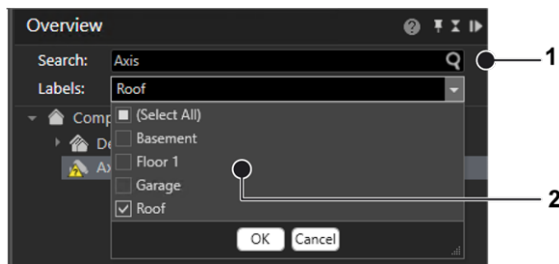 Overview
Search: Axis
1
Labels: Roof
(Select All)
Comp
Basement
De
Floor 1
Ax
Garage
2
Roof
OK Cancel